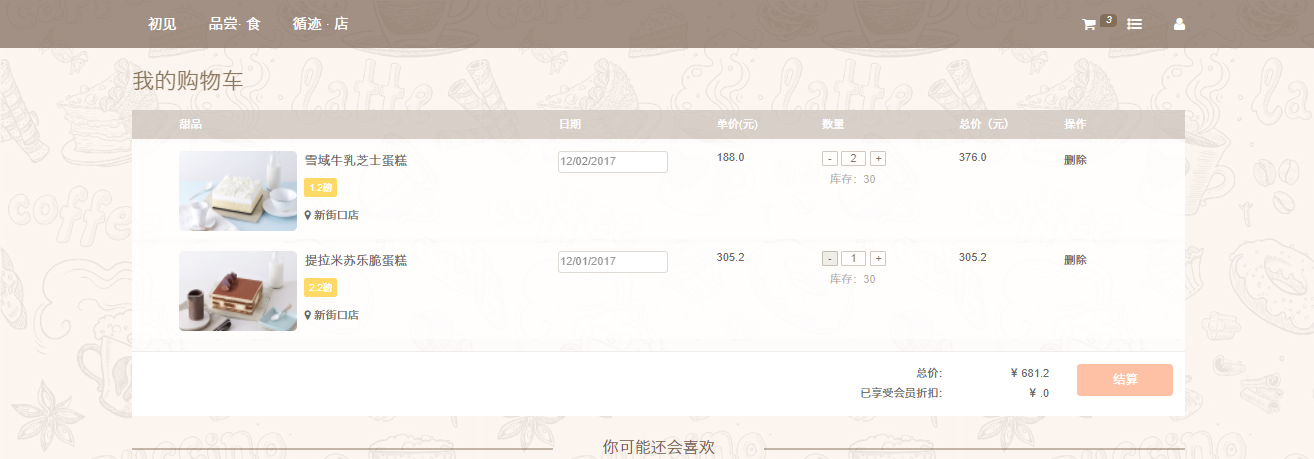 初见 品尝· 食 循迹 · 店 3
我的购物车
甜品 日期 单价(元) 数量 总价（元） 操作
雪域牛乳芝士蛋糕 12/02/2017 188.0 - 2 + 376.0 删除
1.2磅 库存：30
新街口店
提拉米苏乐脆蛋糕 12/01/2017 305.2 - 1 + 305.2 删除
2.2磅 库存：30
新街口店
总价： ¥ 681.2 结算
已享受会员折扣： ¥ .0
你可能还会喜欢
latte
coffe